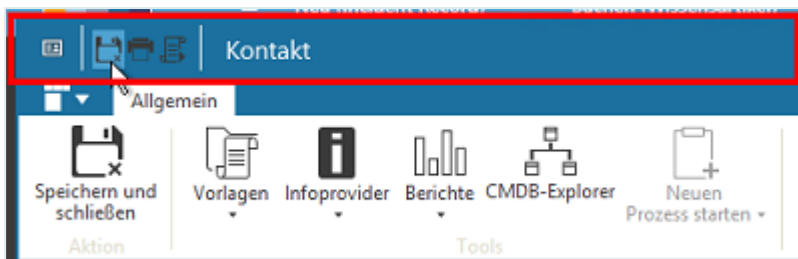 Kontakt
Allgemein
Speichern und
schließen
Vorlagen
Infoprovider
Berichte
CMDB-Explorer
Neuen
Prozess starten
Aktion
Tools